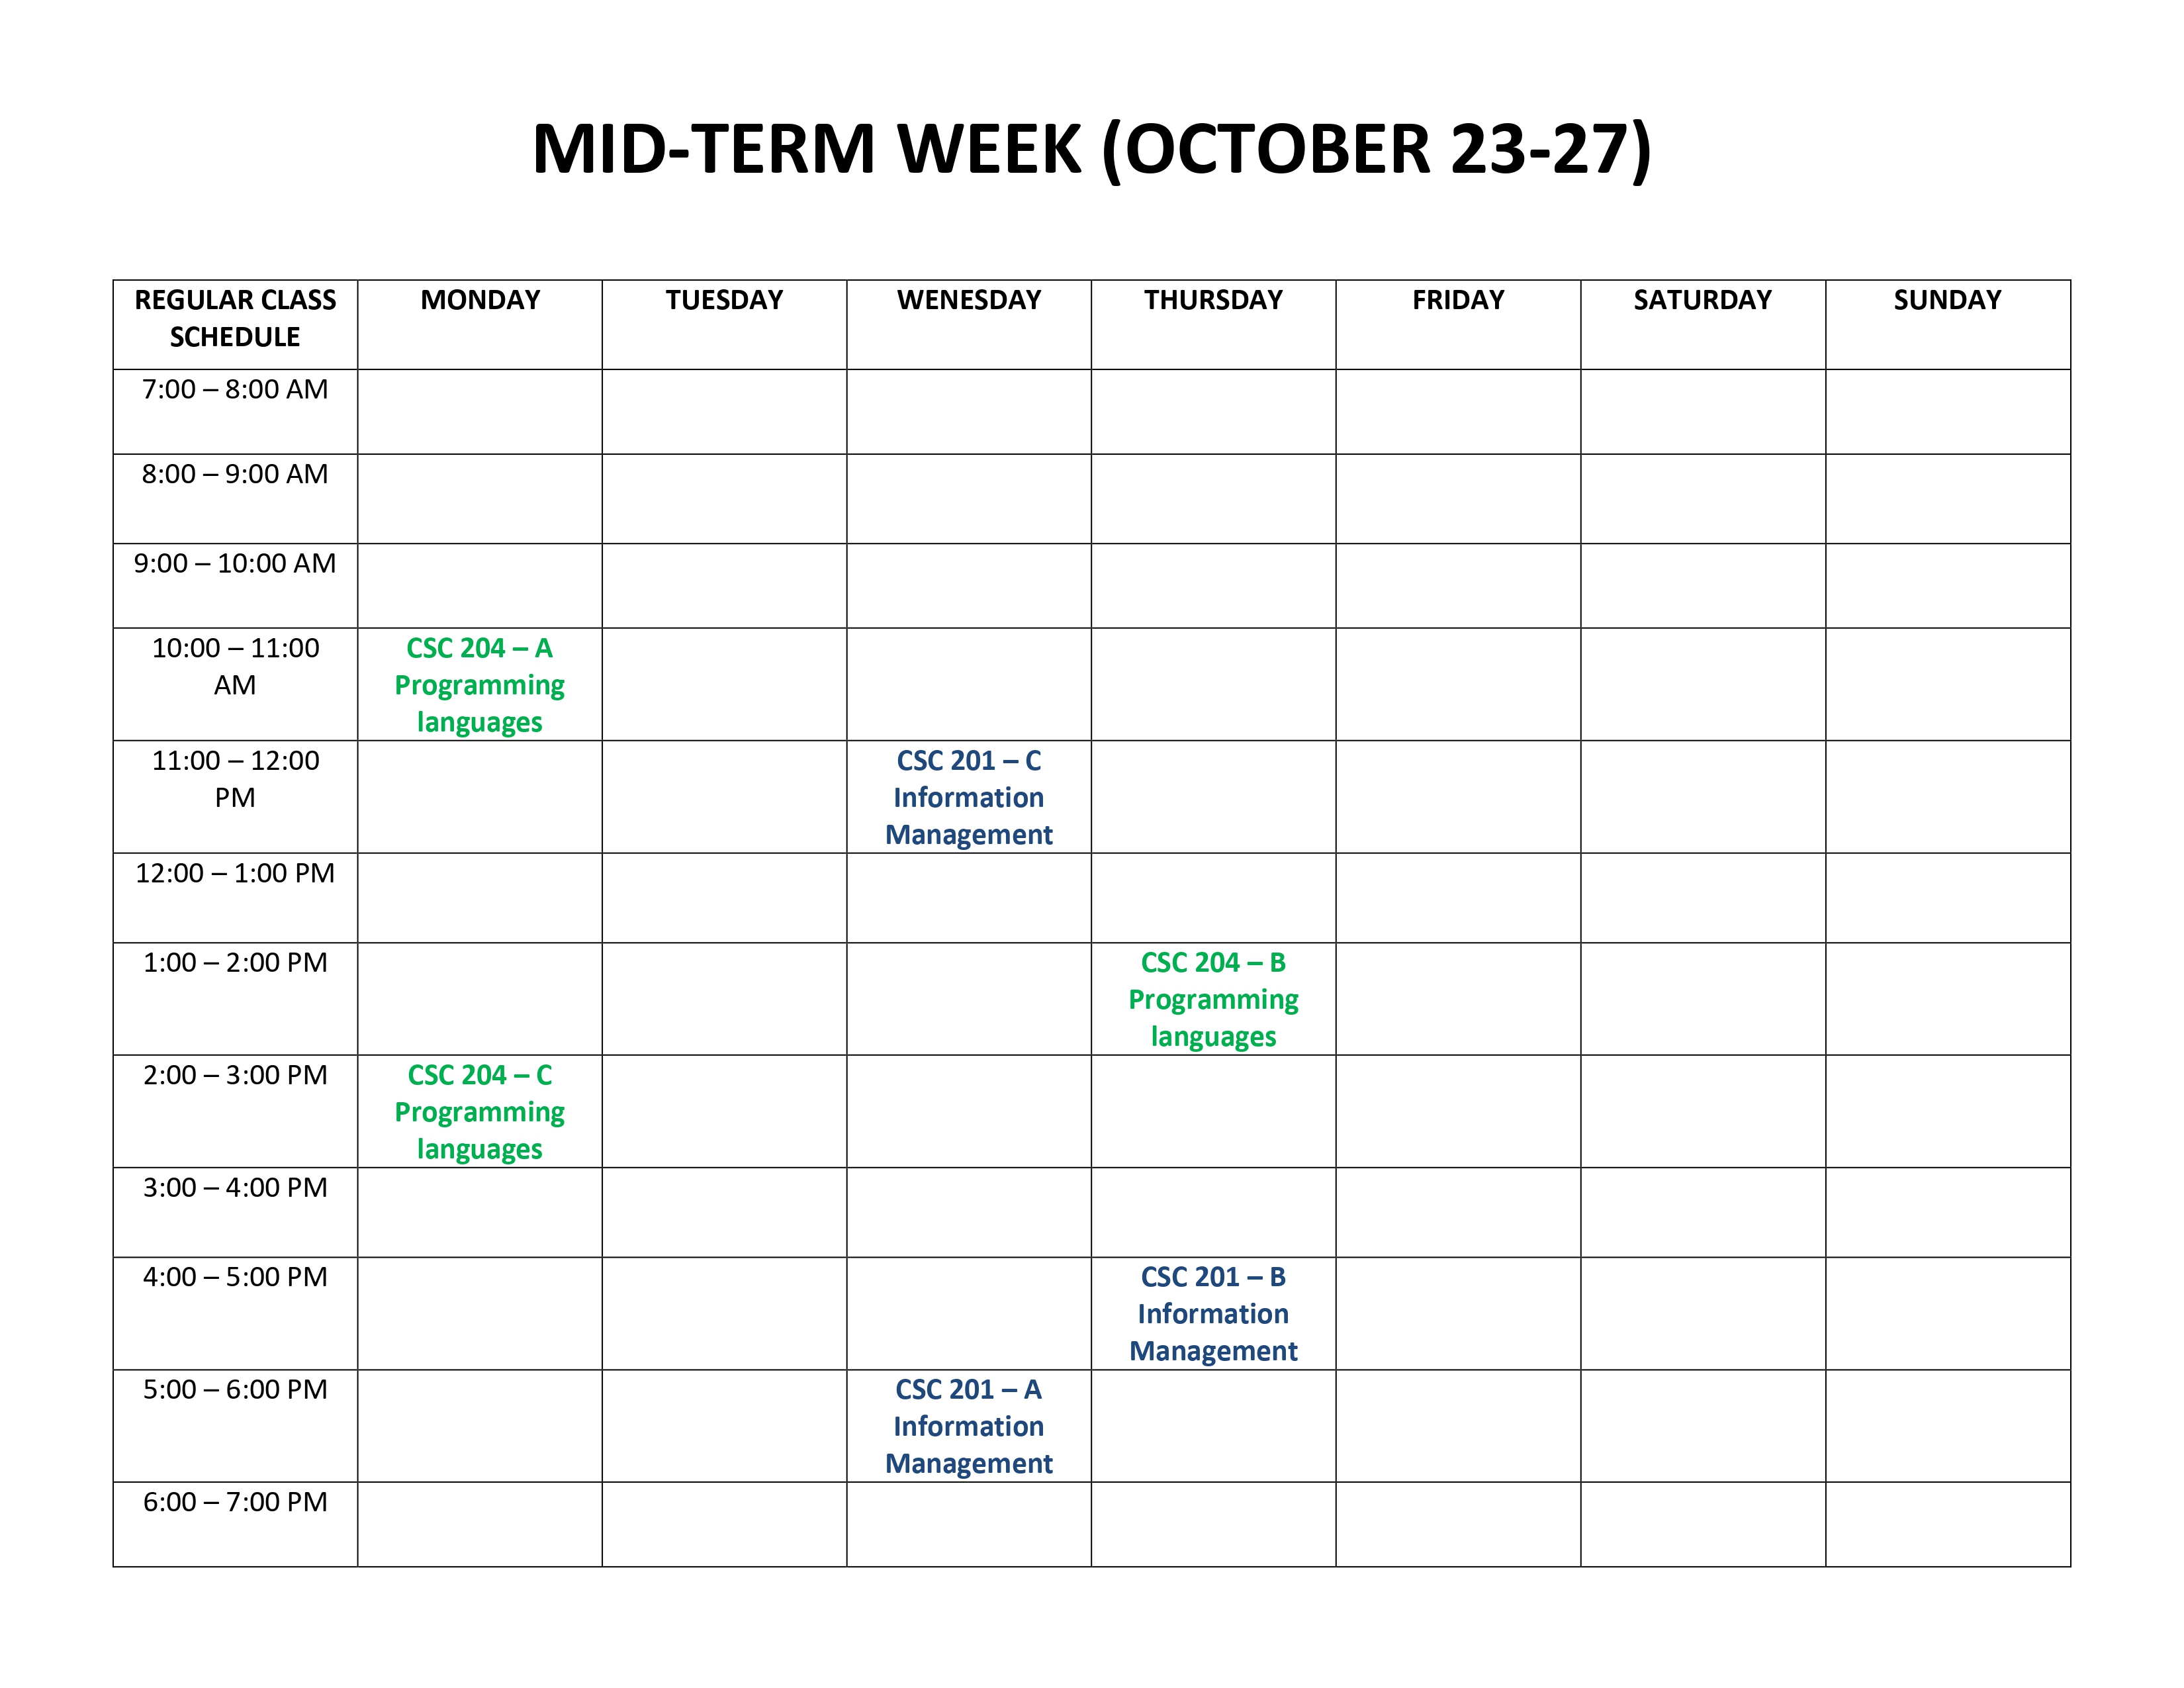 MID-TERM WEEK (OCTOBER 23-27)
REGULAR CLASS
SCHEDULE
MONDAY
TUESDAY
WENESDAY
THURSDAY
FRIDAY
SATURDAY
SUNDAY
7:00 – 8:00 AM
8:00 – 9:00 AM
9:00 – 10:00 AM
10:00 – 11:00
AM
CSC 204 – A
Programming
languages
11:00 – 12:00
PM
CSC 201 – C
Information
Management
12:00 – 1:00 PM
1:00 – 2:00 PM
CSC 204 – B
Programming
languages
2:00 – 3:00 PM
CSC 204 – C
Programming
languages
3:00 – 4:00 PM
4:00 – 5:00 PM
CSC 201 – B
Information
Management
5:00 – 6:00 PM
CSC 201 – A
Information
Management
6:00 – 7:00 PM